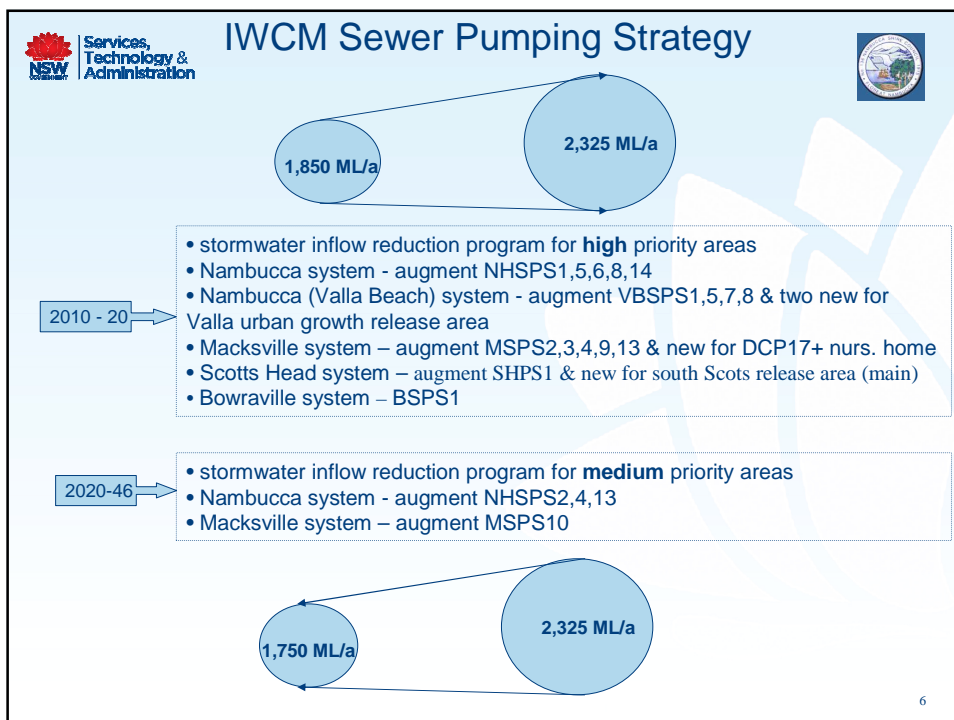 Services,
Technology &
Administration
NSW
GOVERNMENT
IWCM Sewer Pumping Strategy
1,850 ML/a
2,325 ML/a
2010 - 20
• stormwater inflow reduction program for high priority areas
• Nambucca system - augment NHSPS1,5,6,8,14
• Nambucca (Valla Beach) system - augment VBSPS1,5,7,8 & two new for
Valla urban growth release area
• Macksville system – augment MSPS2,3,4,9,13 & new for DCP17+ nurs. home
• Scotts Head system – augment SHPS1 & new for south Scots release area (main)
• Bowraville system – BSPS1
2020-46
• stormwater inflow reduction program for medium priority areas
• Nambucca system - augment NHSPS2,4,13
• Macksville system – augment MSPS10
1,750 ML/a
2,325 ML/a
6